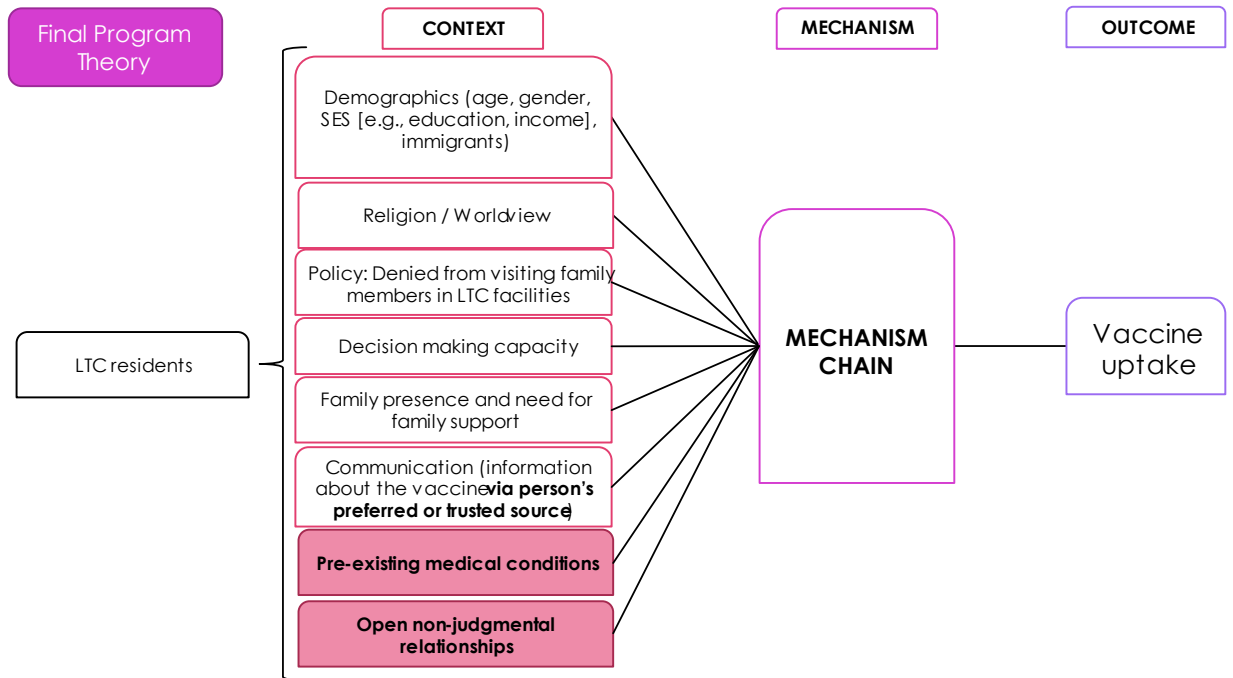 Final Program
Theory
CONTEXT
MECHANISM
OUTCOME
LTC residents
Demographics (age, gender,
SES [e.g., education, income],
immigrants)
Religion / Worldview
Policy: Denied from visiting family
members in LTC facilities
Decision making capacity
Family presence and need for
family support
Communication (information
about the vaccine via person's
preferred or trusted source)
Pre-existing medical conditions
Open non-judgmental
relationships
MECHANISM
CHAIN
Vaccine
uptake